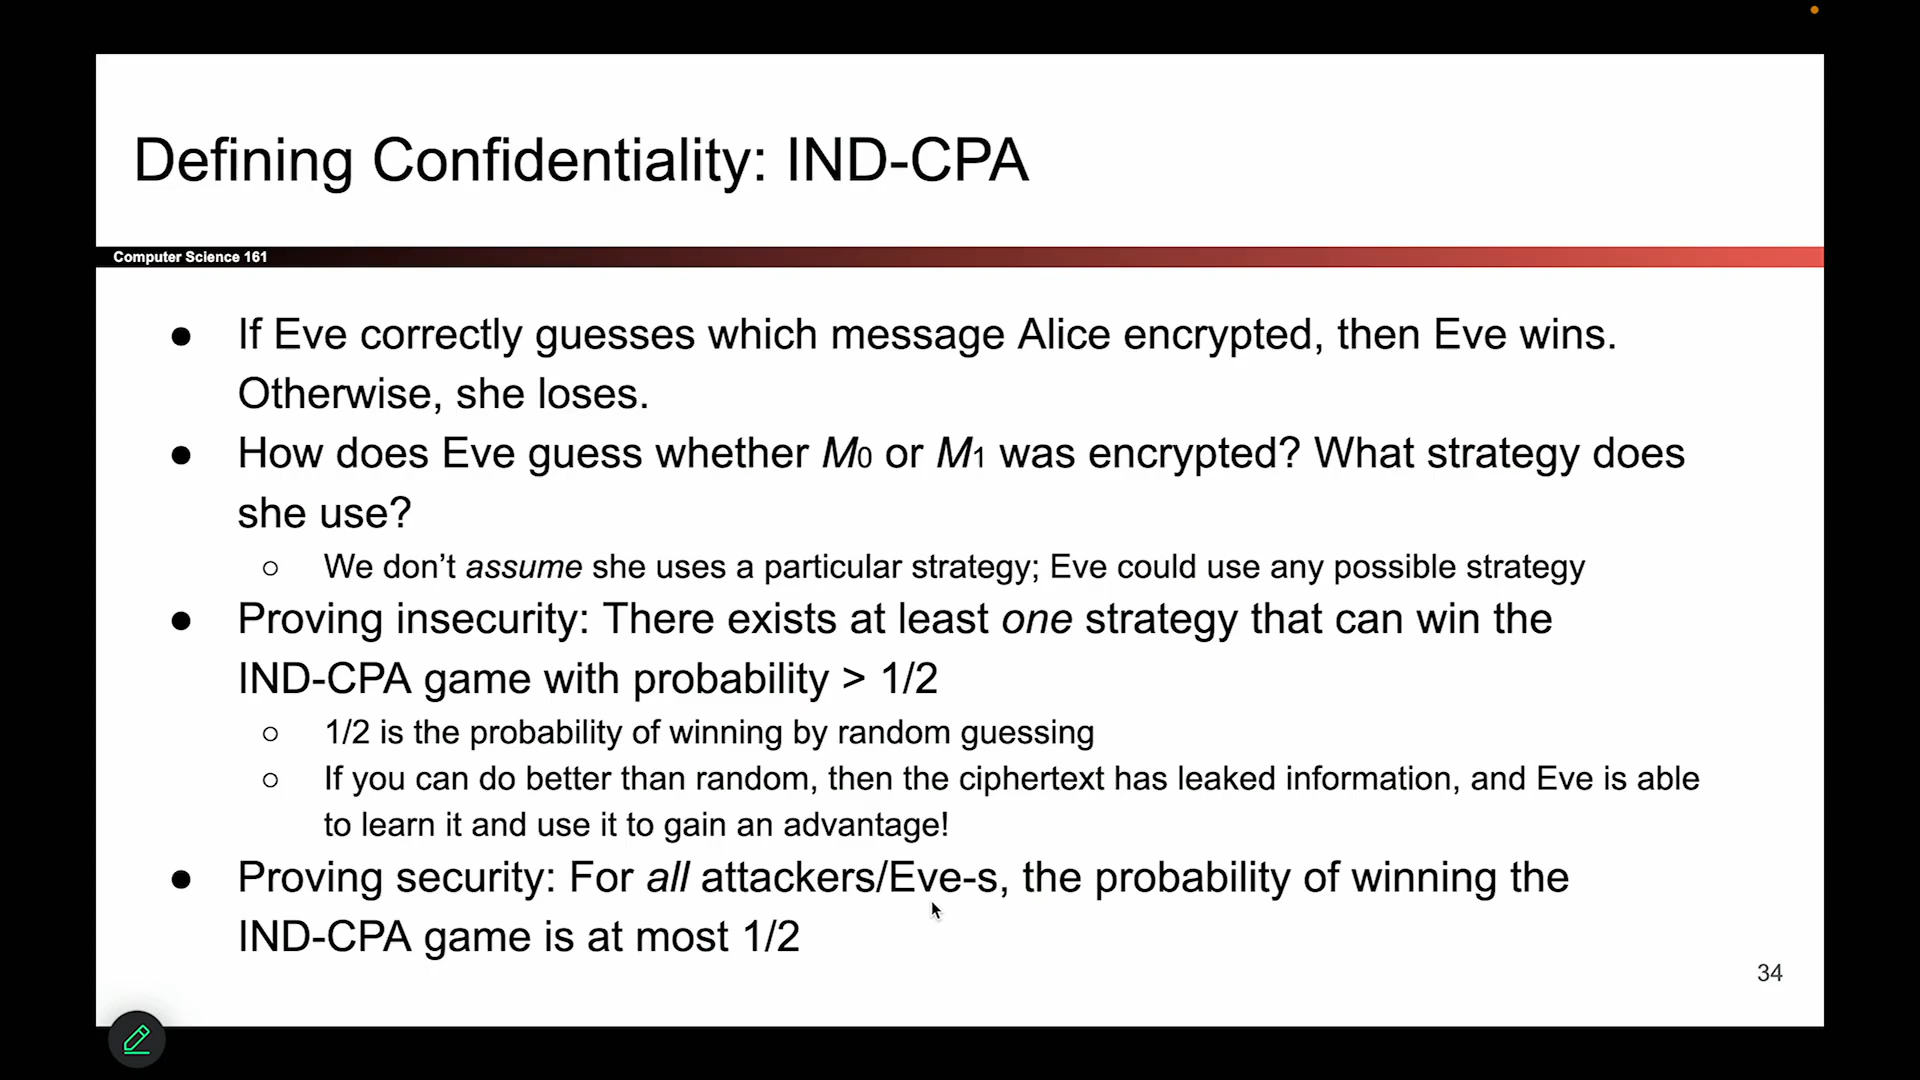 Defining Confidentiality: IND-CPA
Computer Science 161
● If Eve correctly guesses which message Alice encrypted, then Eve wins.
Otherwise, she loses.
● How does Eve guess whether M0 or M1 was encrypted? What strategy does
she use?
○ We don’t assume she uses a particular strategy; Eve could use any possible strategy
● Proving insecurity: There exists at least one strategy that can win the
IND-CPA game with probability > 1/2
○ 1/2 is the probability of winning by random guessing
○ If you can do better than random, then the ciphertext has leaked information, and Eve is able
to learn it and use it to gain an advantage!
● Proving security: For all attackers/Eve-s, the probability of winning the
IND-CPA game is at most 1/2
34